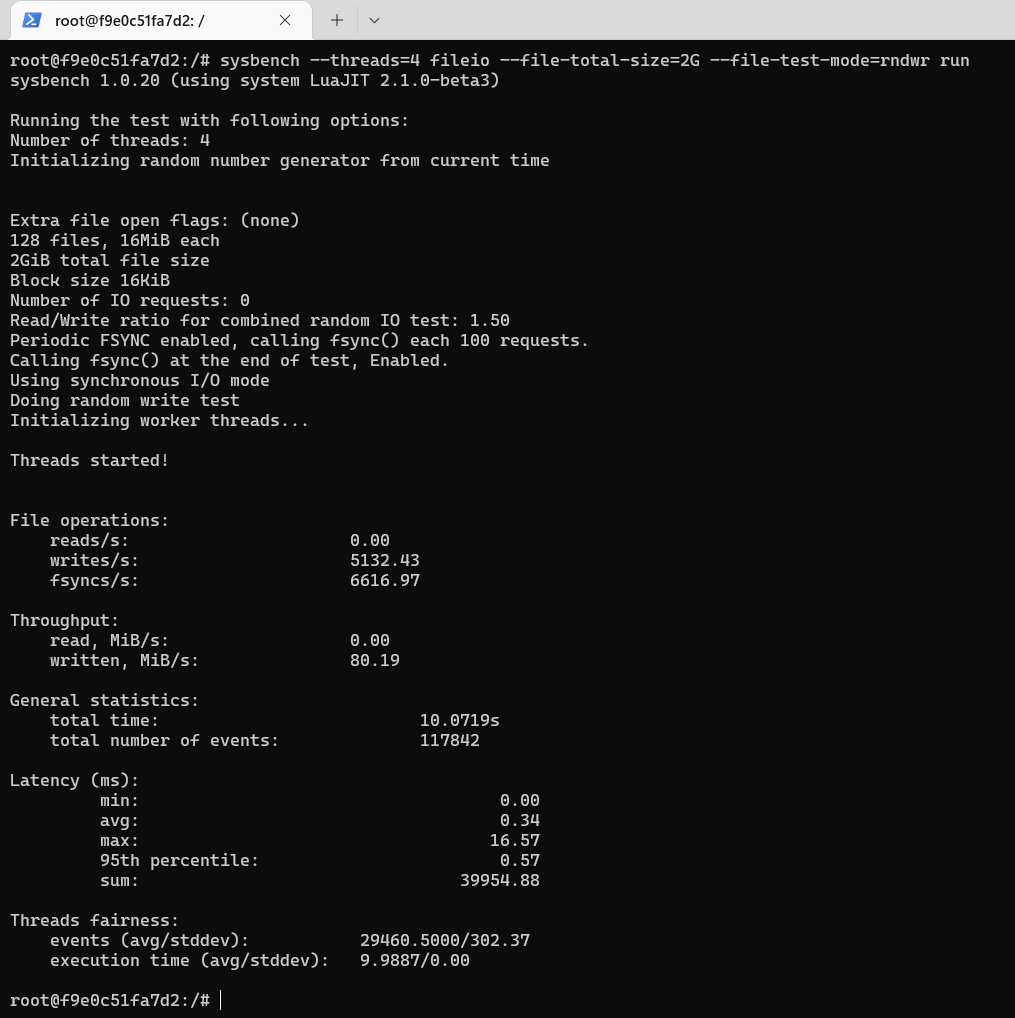 root@f9e0c51fa7d2: /
root@f9e0c51fa7d2:/# sysbench --threads=4 fileio --file-total-size=2G --file-test-mode=rndwr run
sysbench 1.0.20 (using system LuaJIT 2.1.0-beta3)
Running the test with following options:
Number of threads: 4
Initializing random number generator from current time
Extra file open flags: (none)
128 files, 16MiB each
2GiB total file size
Block size 16KiB
Number of IO requests: 0
Read/Write ratio for combined random IO test: 1.50
Periodic FSYNC enabled, calling fsync() each 100 requests.
Calling fsync() at the end of test, Enabled.
Using synchronous I/O mode
Doing random write test
Initializing worker threads...
Threads started!
File operations:
reads/s: 0.00
writes/s: 5132.43
fsyncs/s: 6616.97
Throughput:
read, MiB/s: 0.00
written, MiB/s: 80.19
General statistics:
total time: 10.0719s
total number of events: 117842
Latency (ms):
min: 0.00
avg: 0.34
max: 16.57
95th percentile: 0.57
sum: 39954.88
Threads fairness:
events (avg/stddev): 29460.5000/302.37
execution time (avg/stddev): 9.9887/0.00
root@f9e0c51fa7d2:/#